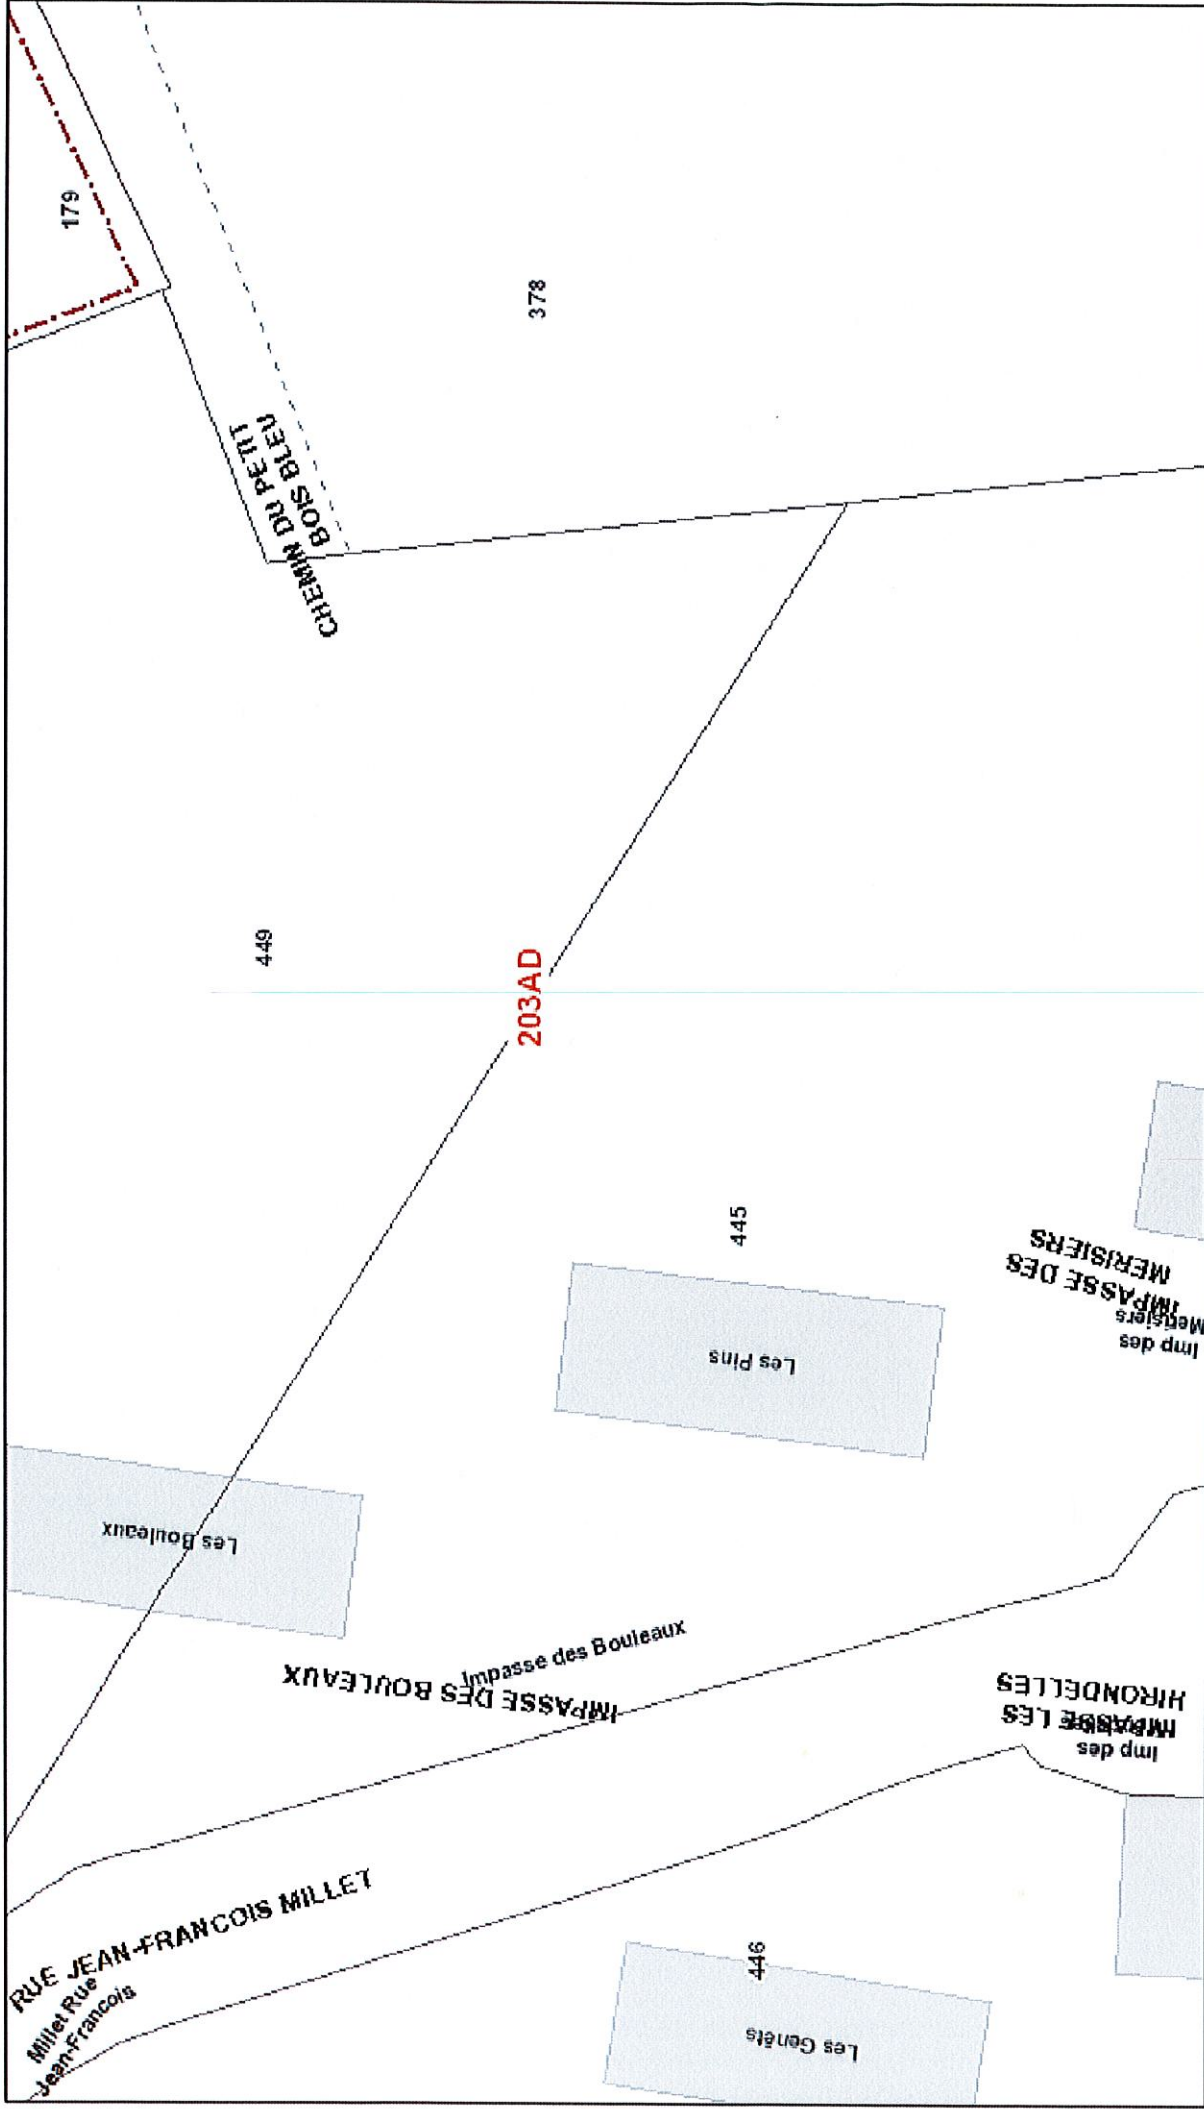 179
378
CHEMIN DU PETIT
BOIS BLEU
449
203AD
445
IMPASSE DES
MERISIERS
Imp des
Merisiers
Les Pins
Les Bouleaux
IMPASSE DES BOULEAUX
Impasse des Bouleaux
IMPASSE LES
HIRONDELLES
Imp des
RUE JEAN-FRANCOIS MILLET
Millet Rue
Jean-Francois
446
Les Genêts